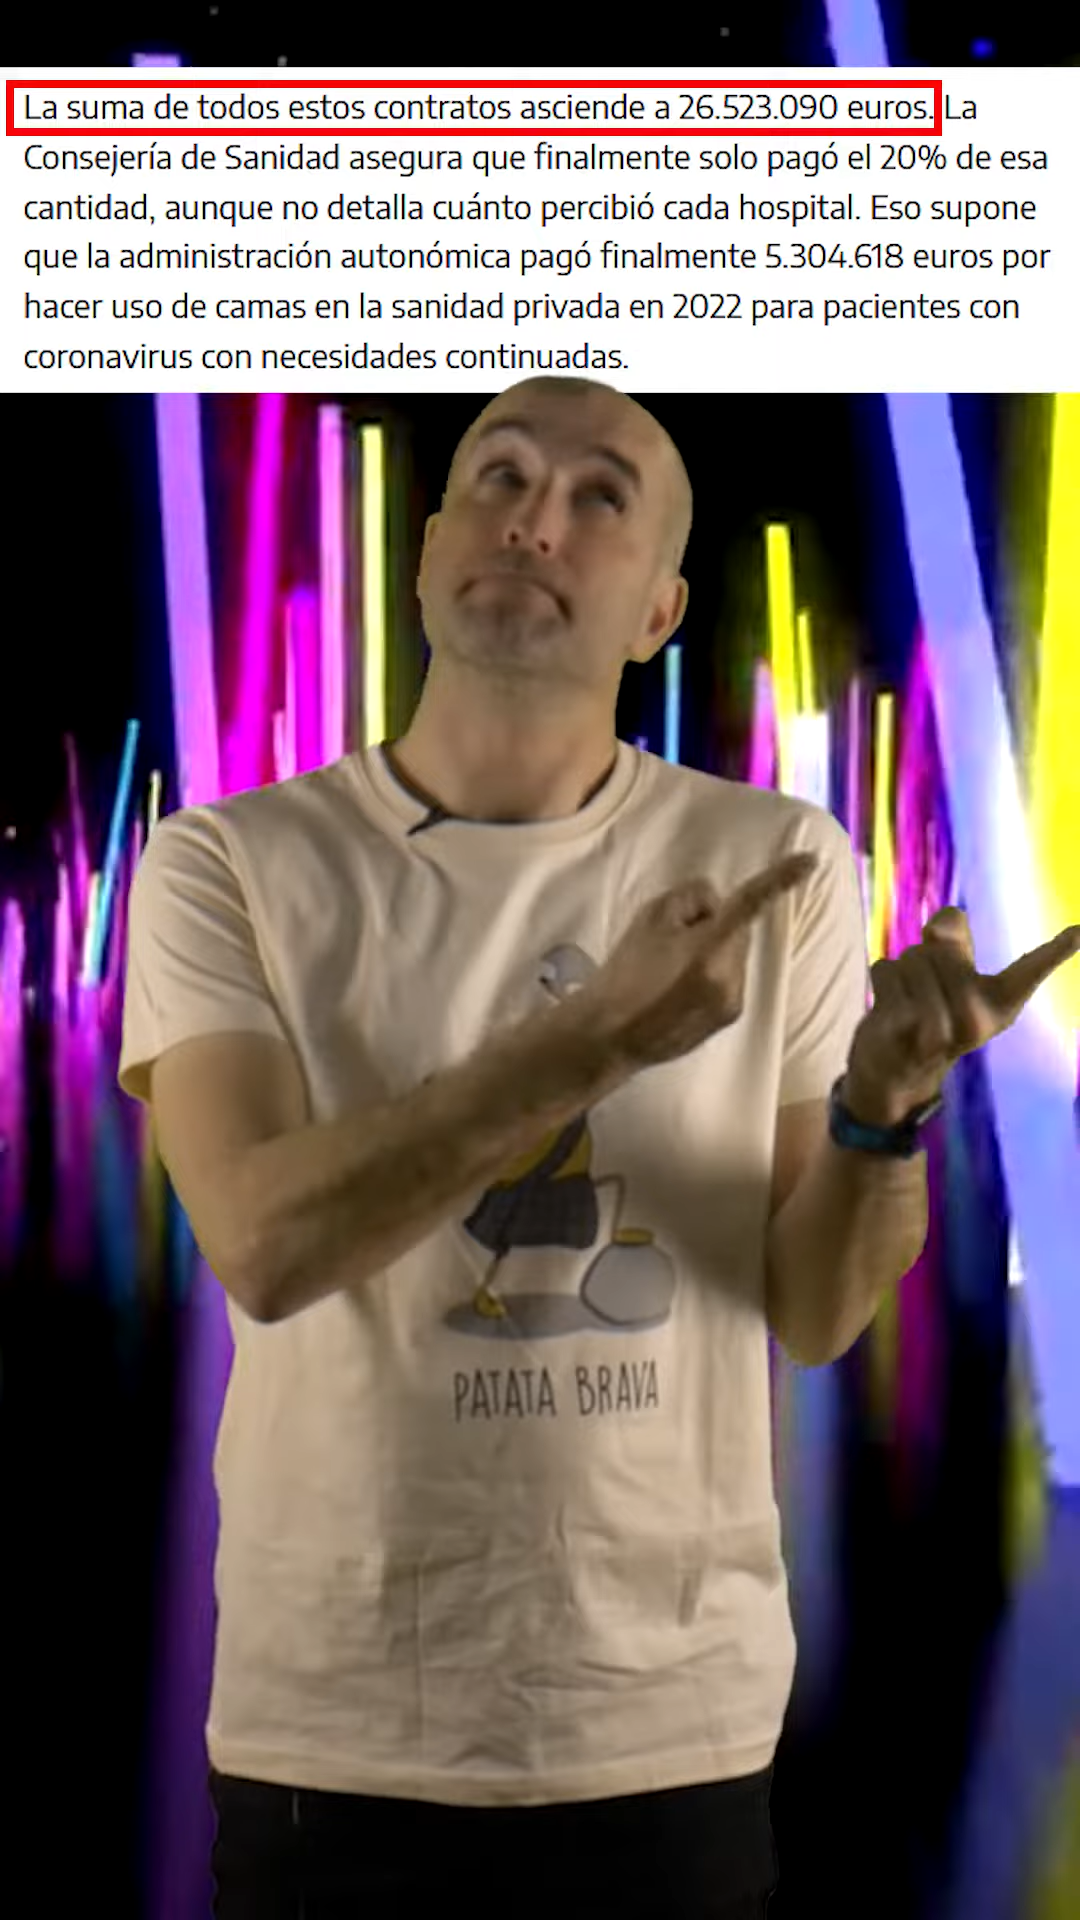 La suma de todos estos contratos asciende a 26.523.090 euros. La
Consejería de Sanidad asegura que finalmente solo pagó el 20% de esa
cantidad, aunque no detalla cuánto percibió cada hospital. Eso supone
que la administración autonómica pagó finalmente 5.304.618 euros por
hacer uso de camas en la sanidad privada en 2022 para pacientes con
coronavirus con necesidades continuadas.
PATATA BRAVA